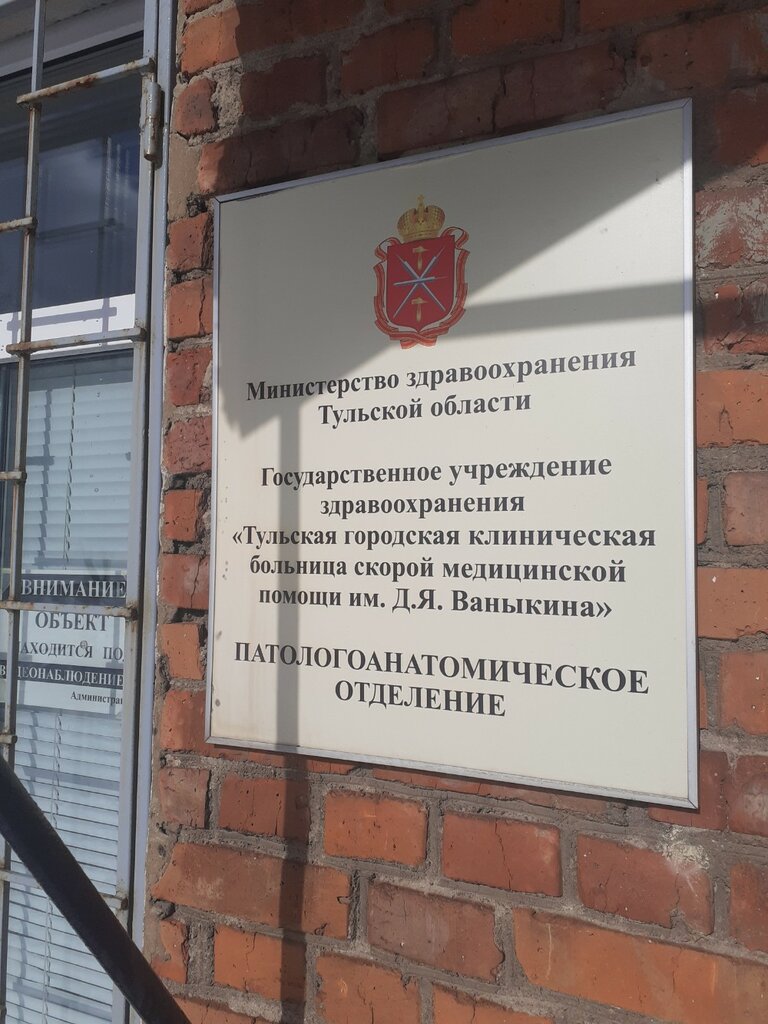 Министерство здравоохранения
Тульской области
Государственное учреждение
здравоохранения
«Тульская городская клиническая
больница скорой медицинской
помощи им. Д.Я. Ваныкина»
ПАТОЛОГОАНАТОМИЧЕСКОЕ
ОТДЕЛЕНИЕ
ВНИМАНИЕ
ОБЪЕКТ